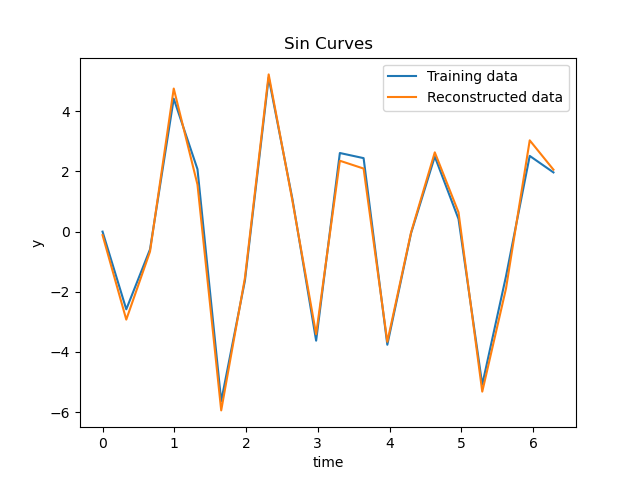 Sin Curves
Training data
Reconstructed data
4
2
0
−2
−4
−6
y
0 1 2 3 4 5 6
time